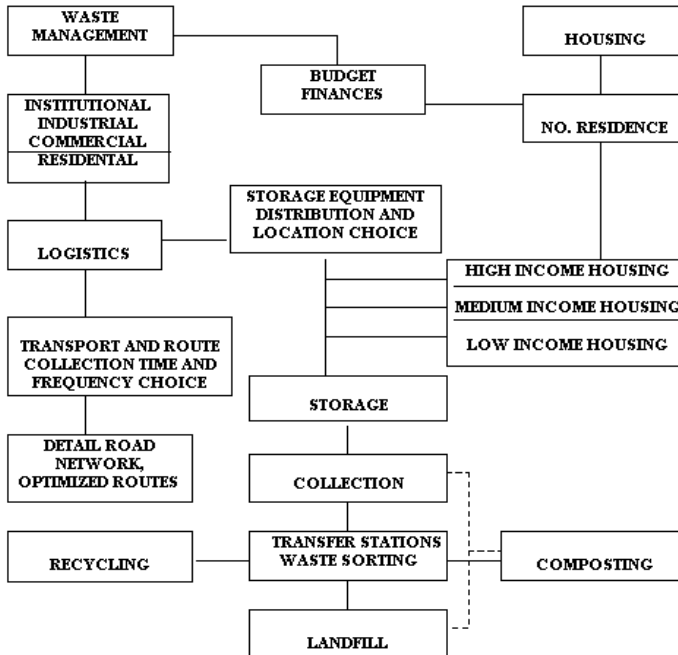 WASTE
MANAGEMENT
HOUSING
BUDGET
FINANCES
INSTITUTIONAL
INDUSTRIAL
COMMERCIAL
RESIDENTAL
NO. RESIDENCE
STORAGE EQUIPMENT
DISTRIBUTION AND
LOCATION CHOICE
LOGISTICS
HIGH INCOME HOUSING
MEDIUM INCOME HOUSING
LOW INCOME HOUSING
TRANSPORT AND ROUTE
COLLECTION TIME AND
FREQUENCY CHOICE
STORAGE
DETAIL ROAD
NETWORK,
OPTIMIZED ROUTES
COLLECTION
RECYCLING
TRANSFER STATIONS
WASTE SORTING
COMPOSTING
LANDFILL